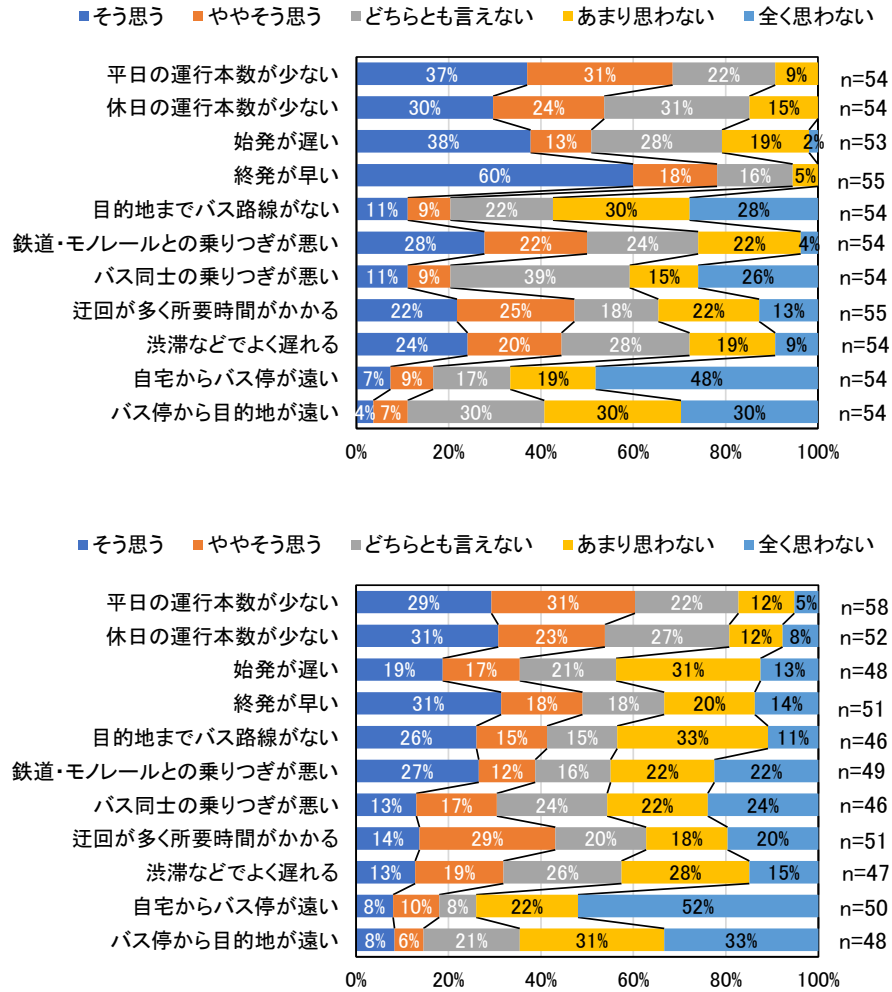 そう思う ややそう思う どちらとも言えない あまり思わない 全く思わない
平日の運行本数が少ない 37% 31% 22% 9% n=54
休日の運行本数が少ない 30% 24% 31% 15% n=54
始発が遅い 38% 13% 28% 19% 2% n=53
終発が早い 60% 18% 16% 5% n=55
目的地までバス路線がない 11% 9% 22% 30% 28% n=54
鉄道・モノレールとの乗りつぎが悪い 28% 22% 24% 22% 4% n=54
バス同士の乗りつぎが悪い 11% 9% 39% 15% 26% n=54
迂回が多く所要時間がかかる 22% 25% 18% 22% 13% n=55
渋滞などでよく遅れる 24% 20% 28% 19% 9% n=54
自宅からバス停が遠い 7% 9% 17% 19% 48% n=54
バス停から目的地が遠い 4% 7% 30% 30% 30% n=54
0% 20% 40% 60% 80% 100%
そう思う ややそう思う どちらとも言えない あまり思わない 全く思わない
平日の運行本数が少ない 29% 31% 22% 12% 5% n=58
休日の運行本数が少ない 31% 23% 27% 12% 8% n=52
始発が遅い 19% 17% 21% 31% 13% n=48
終発が早い 31% 18% 18% 20% 14% n=51
目的地までバス路線がない 26% 15% 15% 33% 11% n=46
鉄道・モノレールとの乗りつぎが悪い 27% 12% 16% 22% 22% n=49
バス同士の乗りつぎが悪い 13% 17% 24% 22% 24% n=46
迂回が多く所要時間がかかる 14% 29% 20% 18% 20% n=51
渋滞などでよく遅れる 13% 19% 26% 28% 15% n=47
自宅からバス停が遠い 8% 10% 8% 22% 52% n=50
バス停から目的地が遠い 8% 6% 21% 31% 33% n=48
0% 20% 40% 60% 80% 100%